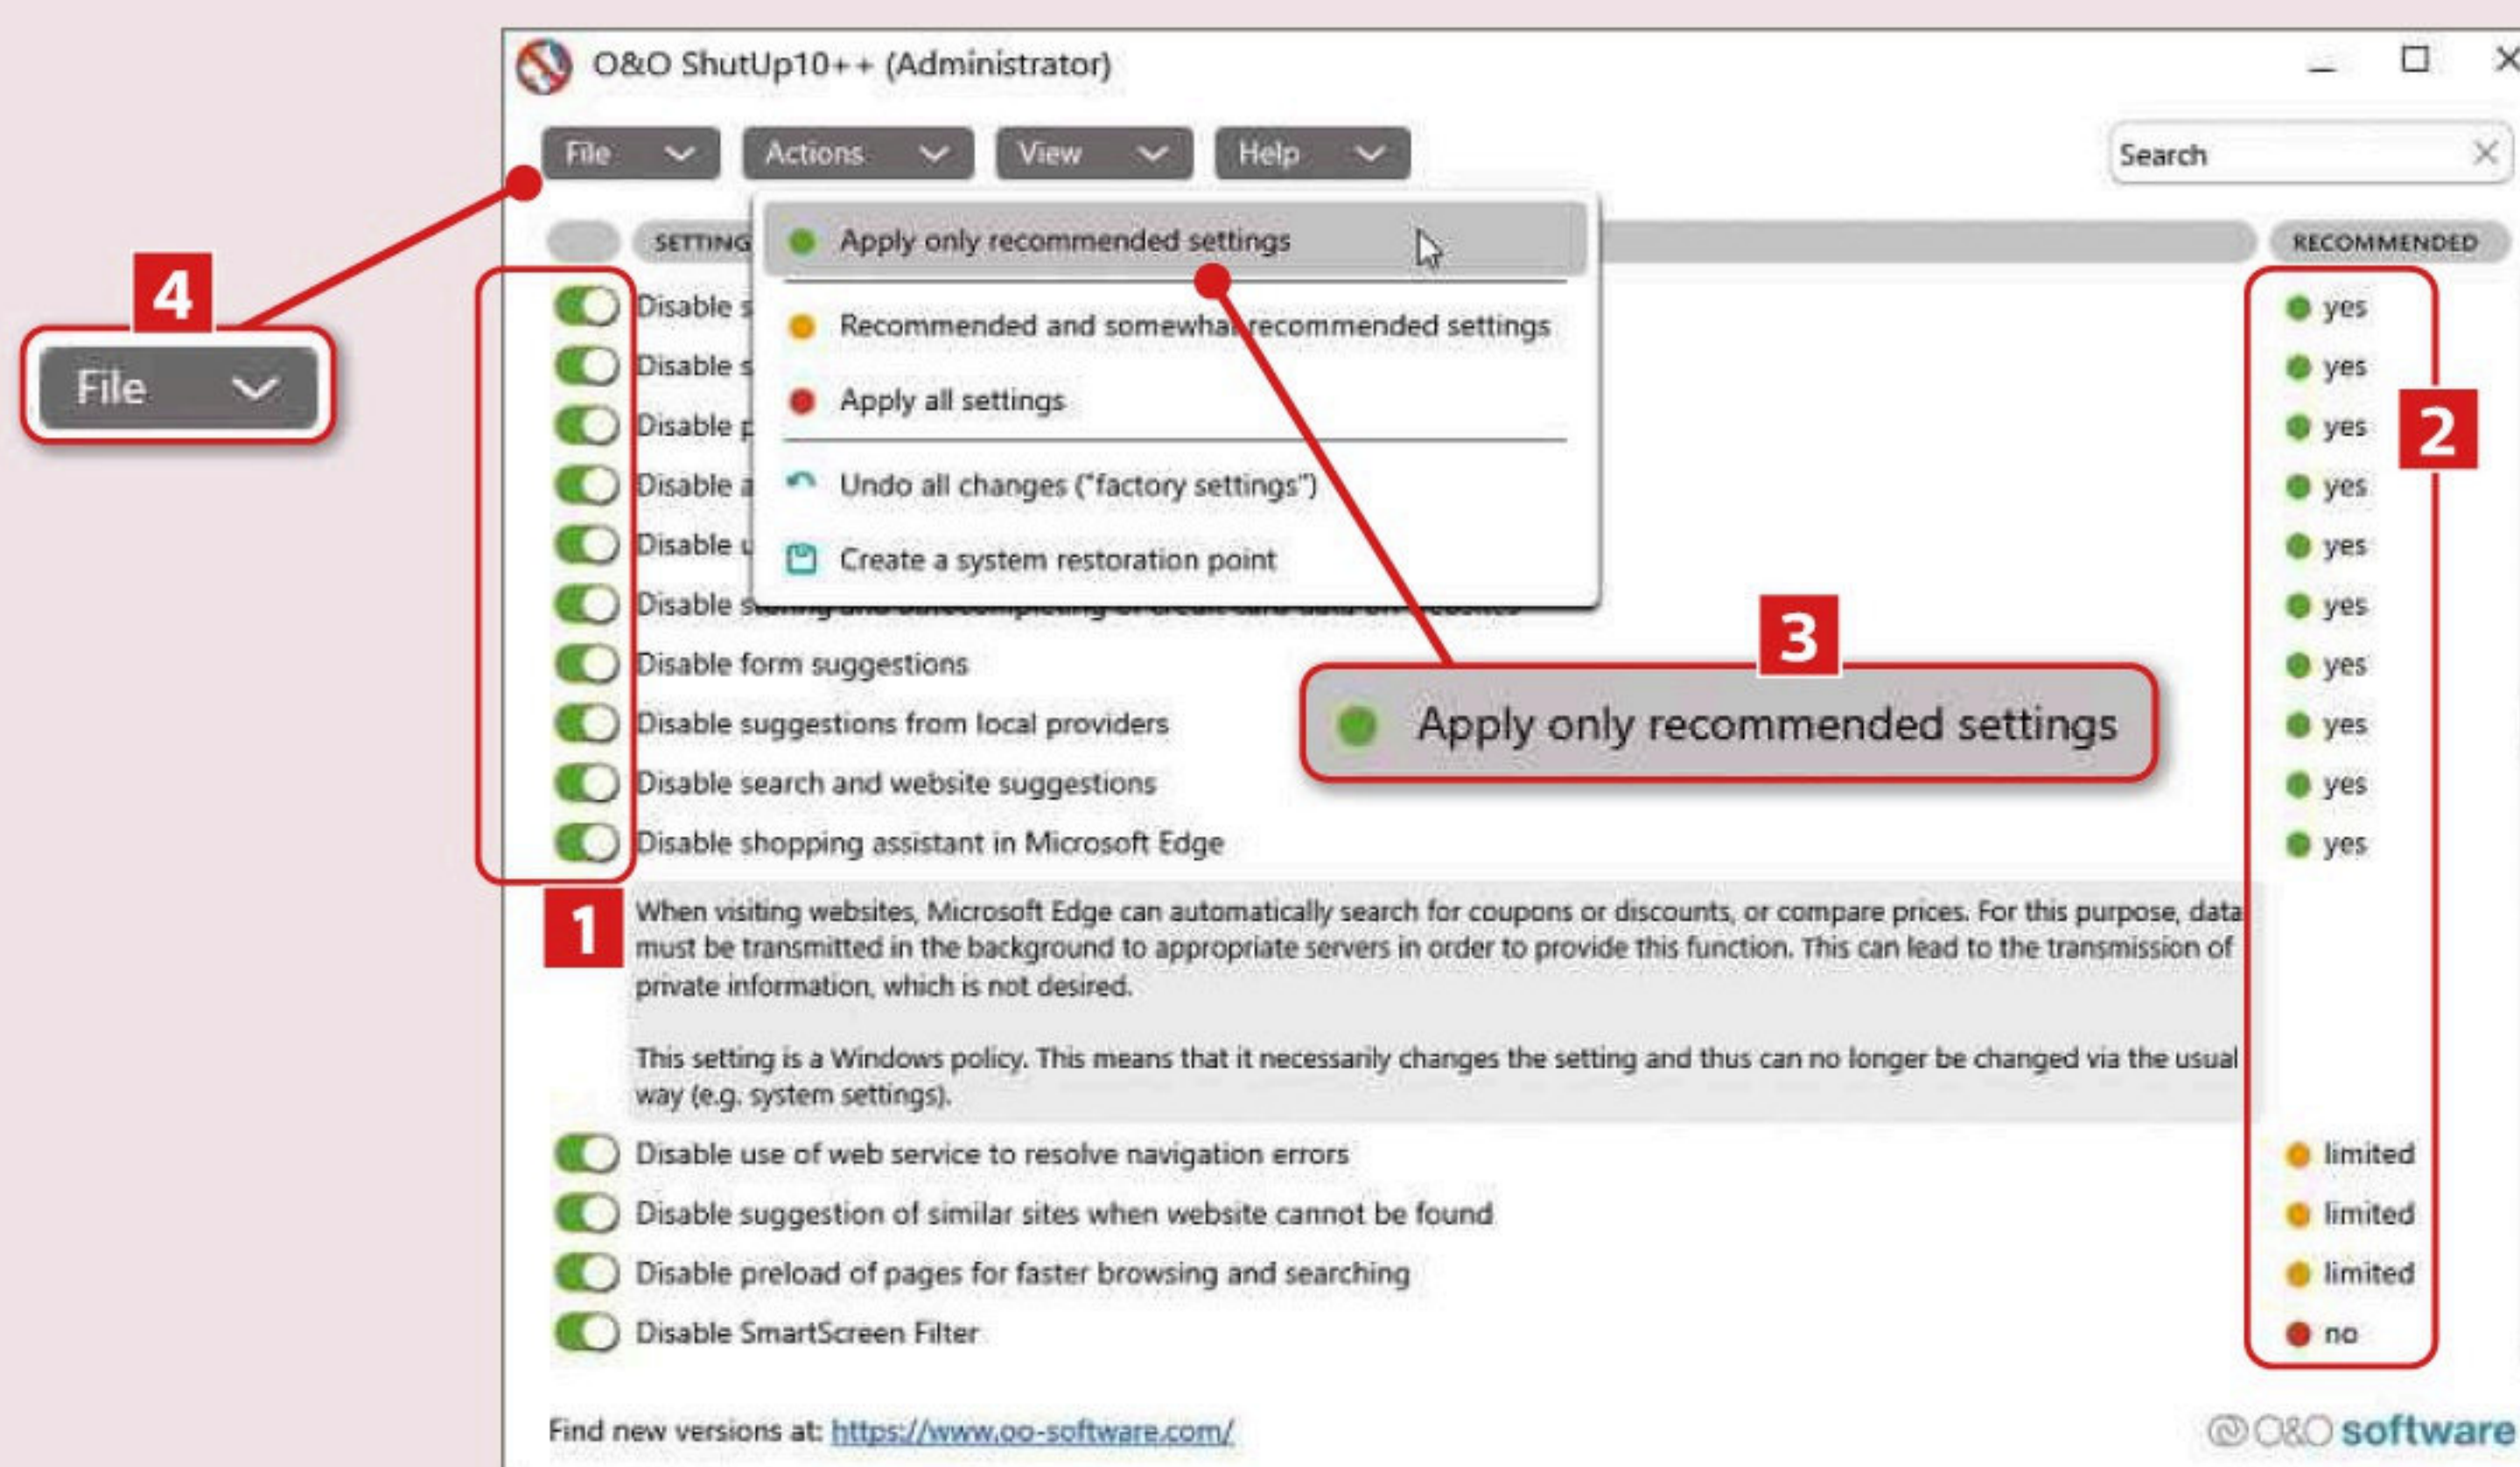 O&O ShutUp10++ (Administrator)
File
Actions
View
Help
Search
SETTING
RECOMMENDED
Apply only recommended settings
Recommended and somewhat recommended settings
Apply all settings
Undo all changes ("factory settings")
Create a system restoration point
4
File
Disable
yes
Disable
yes
Disable
yes
2
Disable
yes
Disable
yes
Disable storing and autocompleting of credit card data on websites
yes
3
Disable form suggestions
yes
Apply only recommended settings
Disable suggestions from local providers
yes
Disable search and website suggestions
yes
Disable shopping assistant in Microsoft Edge
yes
1
When visiting websites, Microsoft Edge can automatically search for coupons or discounts, or compare prices. For this purpose, data
must be transmitted in the background to appropriate servers in order to provide this function. This can lead to the transmission of
private information, which is not desired.
This setting is a Windows policy. This means that it necessarily changes the setting and thus can no longer be changed via the usual
way (e.g. system settings).
Disable use of web service to resolve navigation errors
limited
Disable suggestion of similar sites when website cannot be found
limited
Disable preload of pages for faster browsing and searching
limited
Disable SmartScreen Filter
no
Find new versions at: https://www.oo-software.com/
O&O software